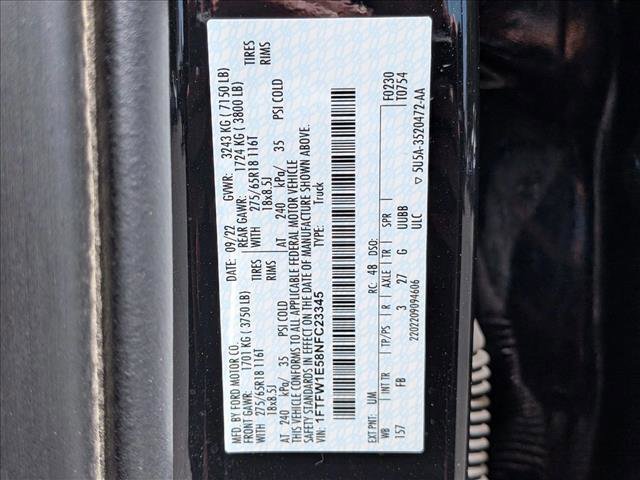 MFD. BY FORD MOTOR CO.
DATE: 09/22 GVWR: 3243 KG ( 7150 LB)
FRONT GAWR: 1701 KG ( 3750 LB) REAR GAWR: 1724 KG ( 3800 LB)
WITH 275/65R18 116T TIRES WITH 275/65R18 116T TIRES
18x8.5J RIMS 18x8.5J RIMS
AT 240 kPa/ 35 PSI COLD AT 240 kPa/ 35 PSI COLD
THIS VEHICLE CONFORMS TO ALL APPLICABLE FEDERAL MOTOR VEHICLE
SAFETY STANDARDS IN EFFECT ON THE DATE OF MANUFACTURE SHOWN ABOVE.
VIN: 1FTFW1E58NFC23345 TYPE: Truck
F0230
T0754
EXT PNT: UM RC: 48 DSO:
WB INT TR TP/PS R AXLE TR SPR
157 FB 3 27 G UUBB
ULC
2202209094606
5U5A-3520472-AA